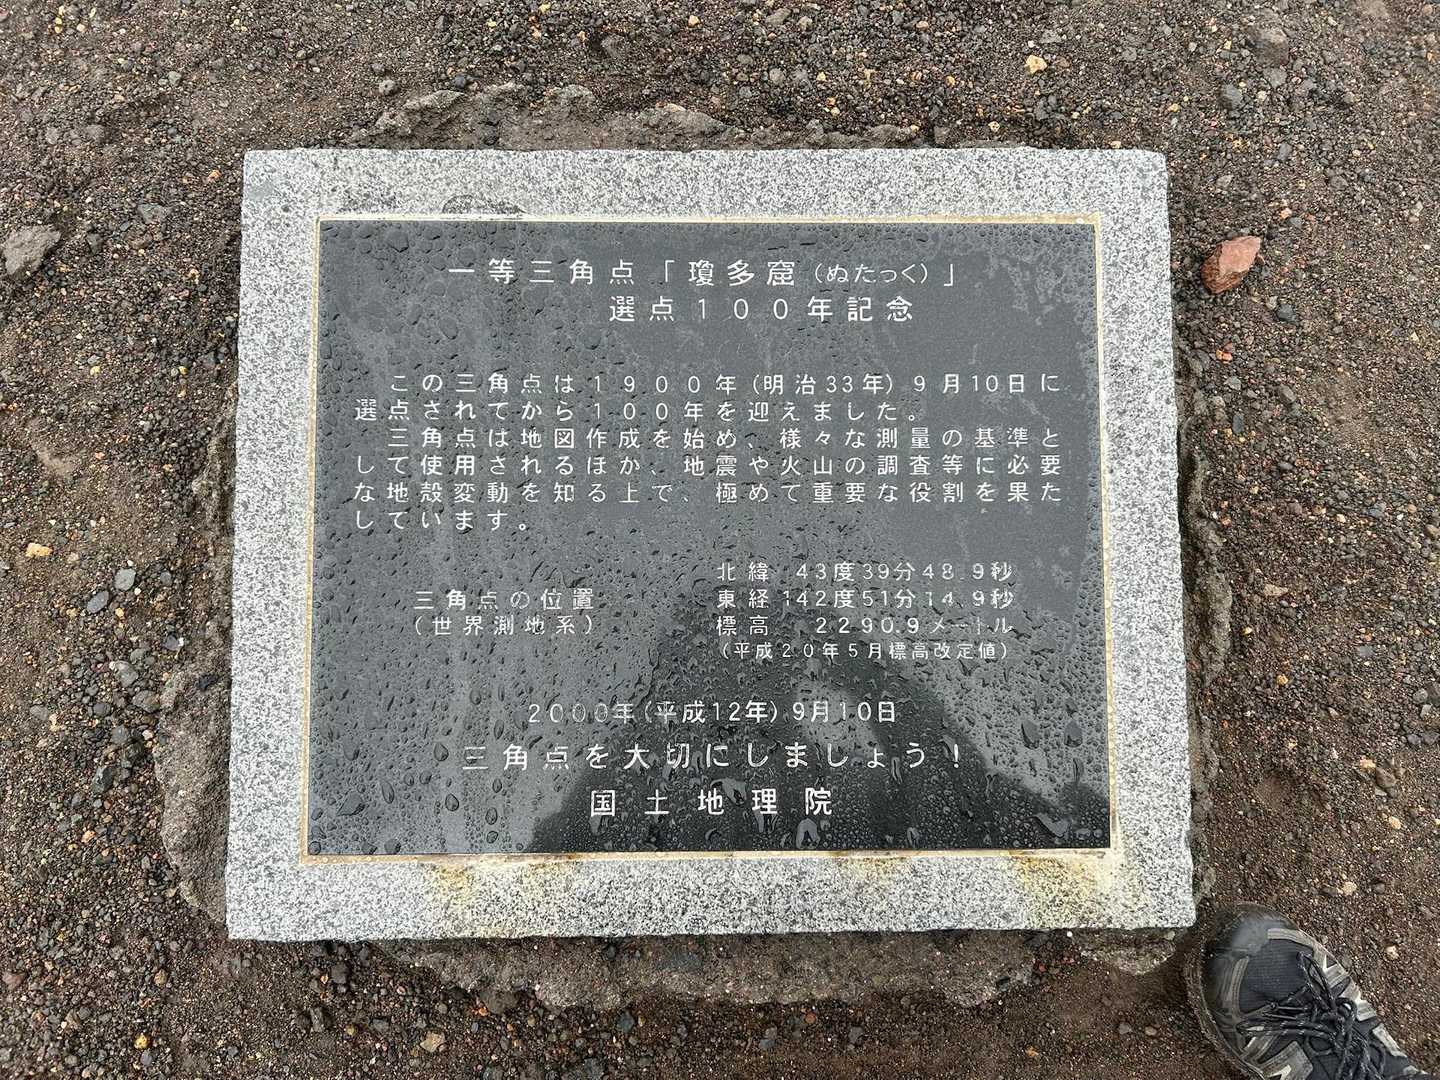 一等三角点「瓊多窟（ぬたっく）」
選点１００年記念
この三角点は１９００年（明治33年）９月10日に
選点されてから１００年を迎えました。
三角点は地図作成を始め、様々な測量の基準と
して使用されるほか、地震や火山の調査等に必要
な地殻変動を知る上で、極めて重要な役割を果た
しています。
三角点の位置
（世界測地系）
北緯　43度39分48.9秒
東経 142度51分14.9秒
標高　２２９０.９メートル
（平成２０年５月標高改定値）
2000年（平成12年）9月10日
三角点を大切にしましょう！
国土地理院